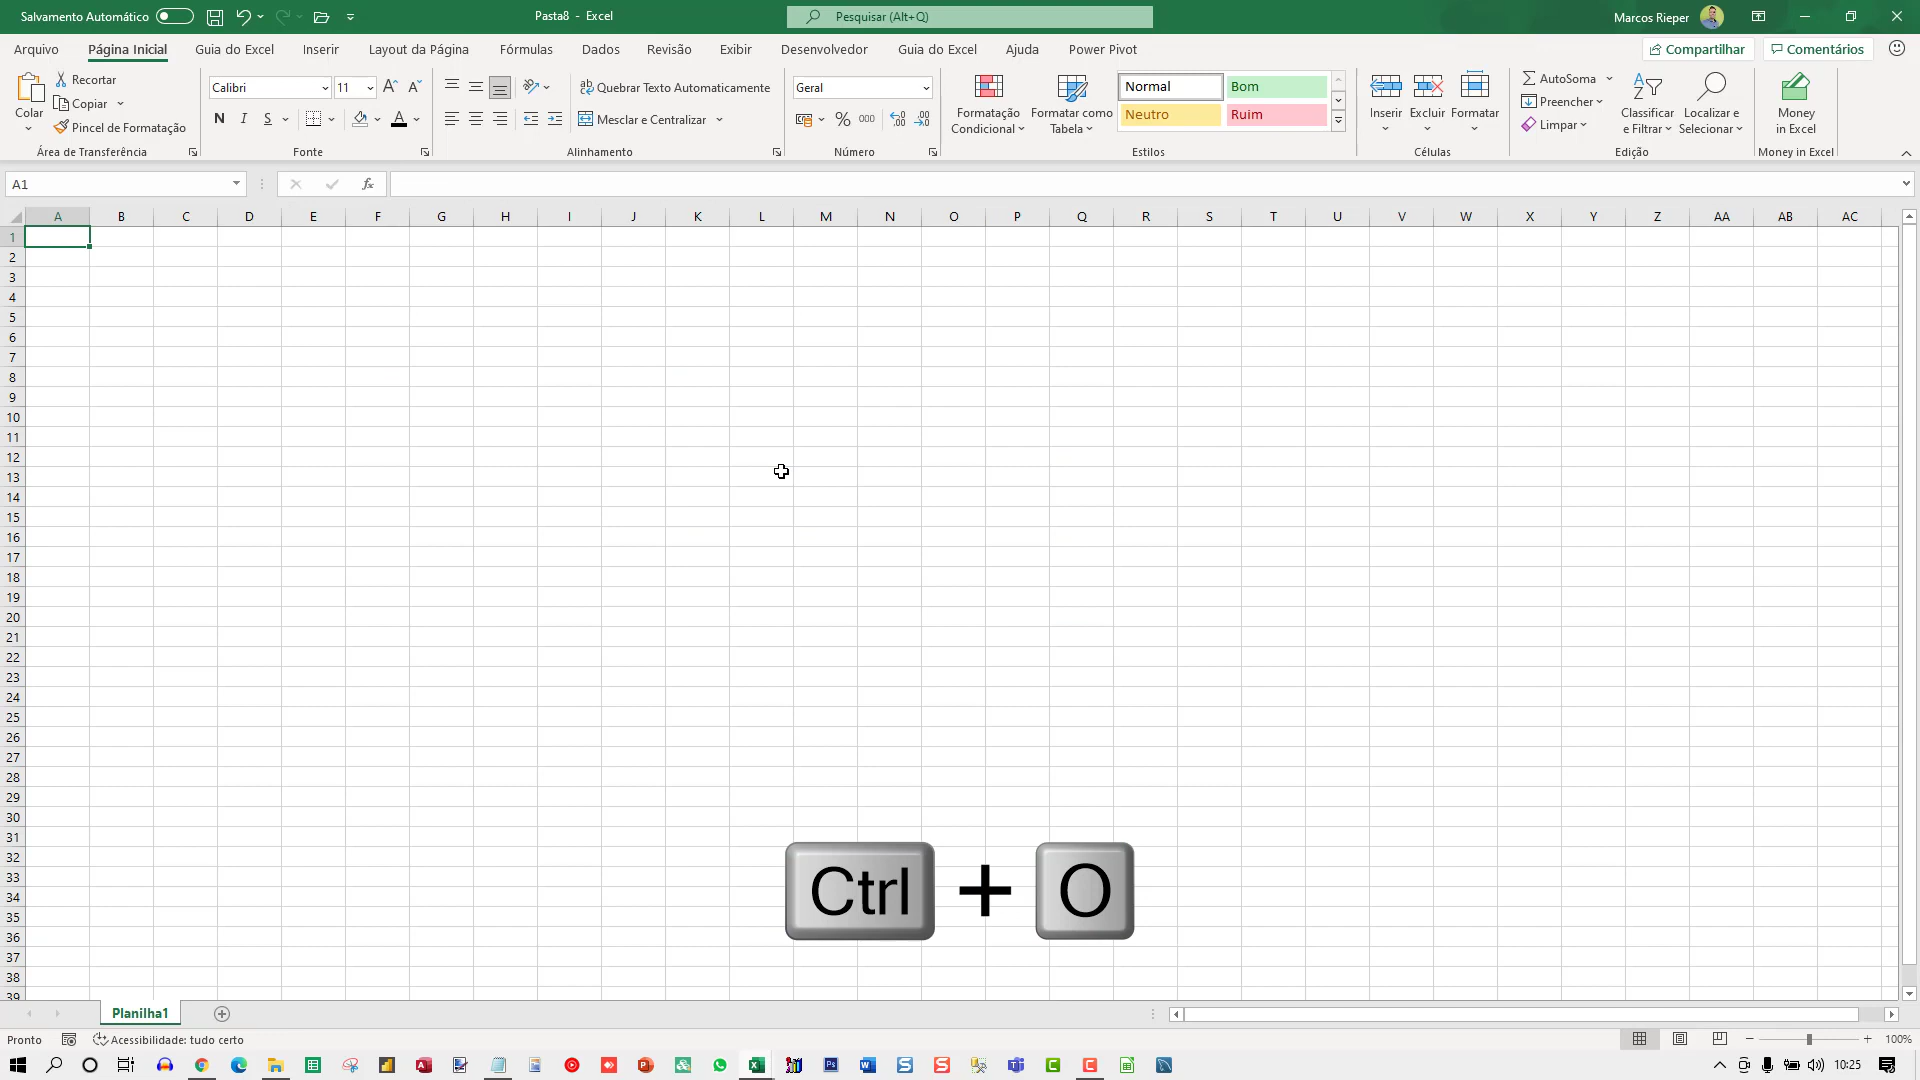 Salvamento Automático
Pasta8 - Excel
Pesquisar (Alt+Q)
Marcos Rieper
Arquivo
Página Inicial
Guia do Excel
Inserir
Layout da Página
Fórmulas
Dados
Revisão
Exibir
Desenvolvedor
Guia do Excel
Ajuda
Power Pivot
Compartilhar
Comentários
Colar
Recortar
Copiar
Pincel de Formatação
Área de Transferência
Calibri
11
A^ A˅
N I S
A
Fonte
Quebrar Texto Automaticamente
Mesclar e Centralizar
Alinhamento
Geral
% 000
Número
Formatação
Condicional
Formatar como
Tabela
Normal
Bom
Neutro
Ruim
Estilos
Inserir
Excluir
Formatar
Células
AutoSoma
Preencher
Limpar
Classificar
e Filtrar
Localizar e
Selecionar
Edição
Money
in Excel
Money in Excel
A1
fx
A B C D E F G H I J K L M N O P Q R S T U V W X Y Z AA AB AC
1
2
3
4
5
6
7
8
9
10
11
12
13
14
15
16
17
18
19
20
21
22
23
24
25
26
27
28
29
30
31
32
33
34
35
36
37
38
39
Ctrl + O
Planilha1
Pronto
Acessibilidade: tudo certo
100%
10:25